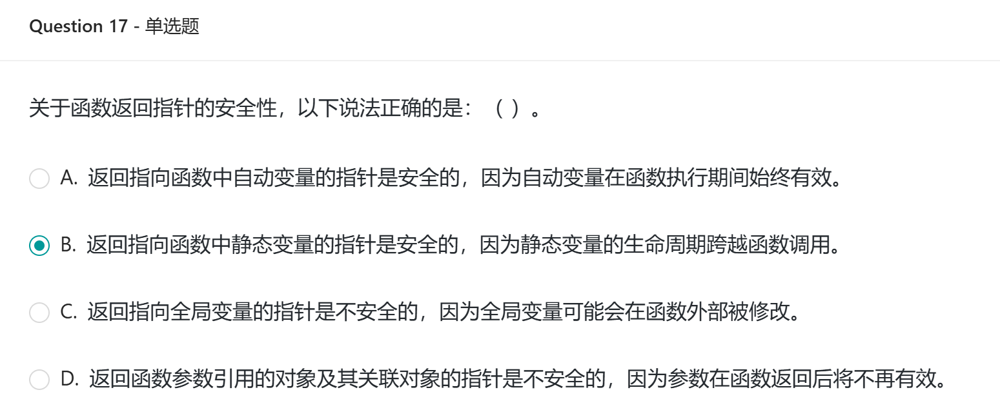 Question 17 - 单选题
关于函数返回指针的安全性，以下说法正确的是：（ ）。
A. 返回指向函数中自动变量的指针是安全的，因为自动变量在函数执行期间始终有效。
B. 返回指向函数中静态变量的指针是安全的，因为静态变量的生命周期跨越函数调用。
C. 返回指向全局变量的指针是不安全的，因为全局变量可能会在函数外部被修改。
D. 返回函数参数引用的对象及其关联对象的指针是不安全的，因为参数在函数返回后将不再有效。